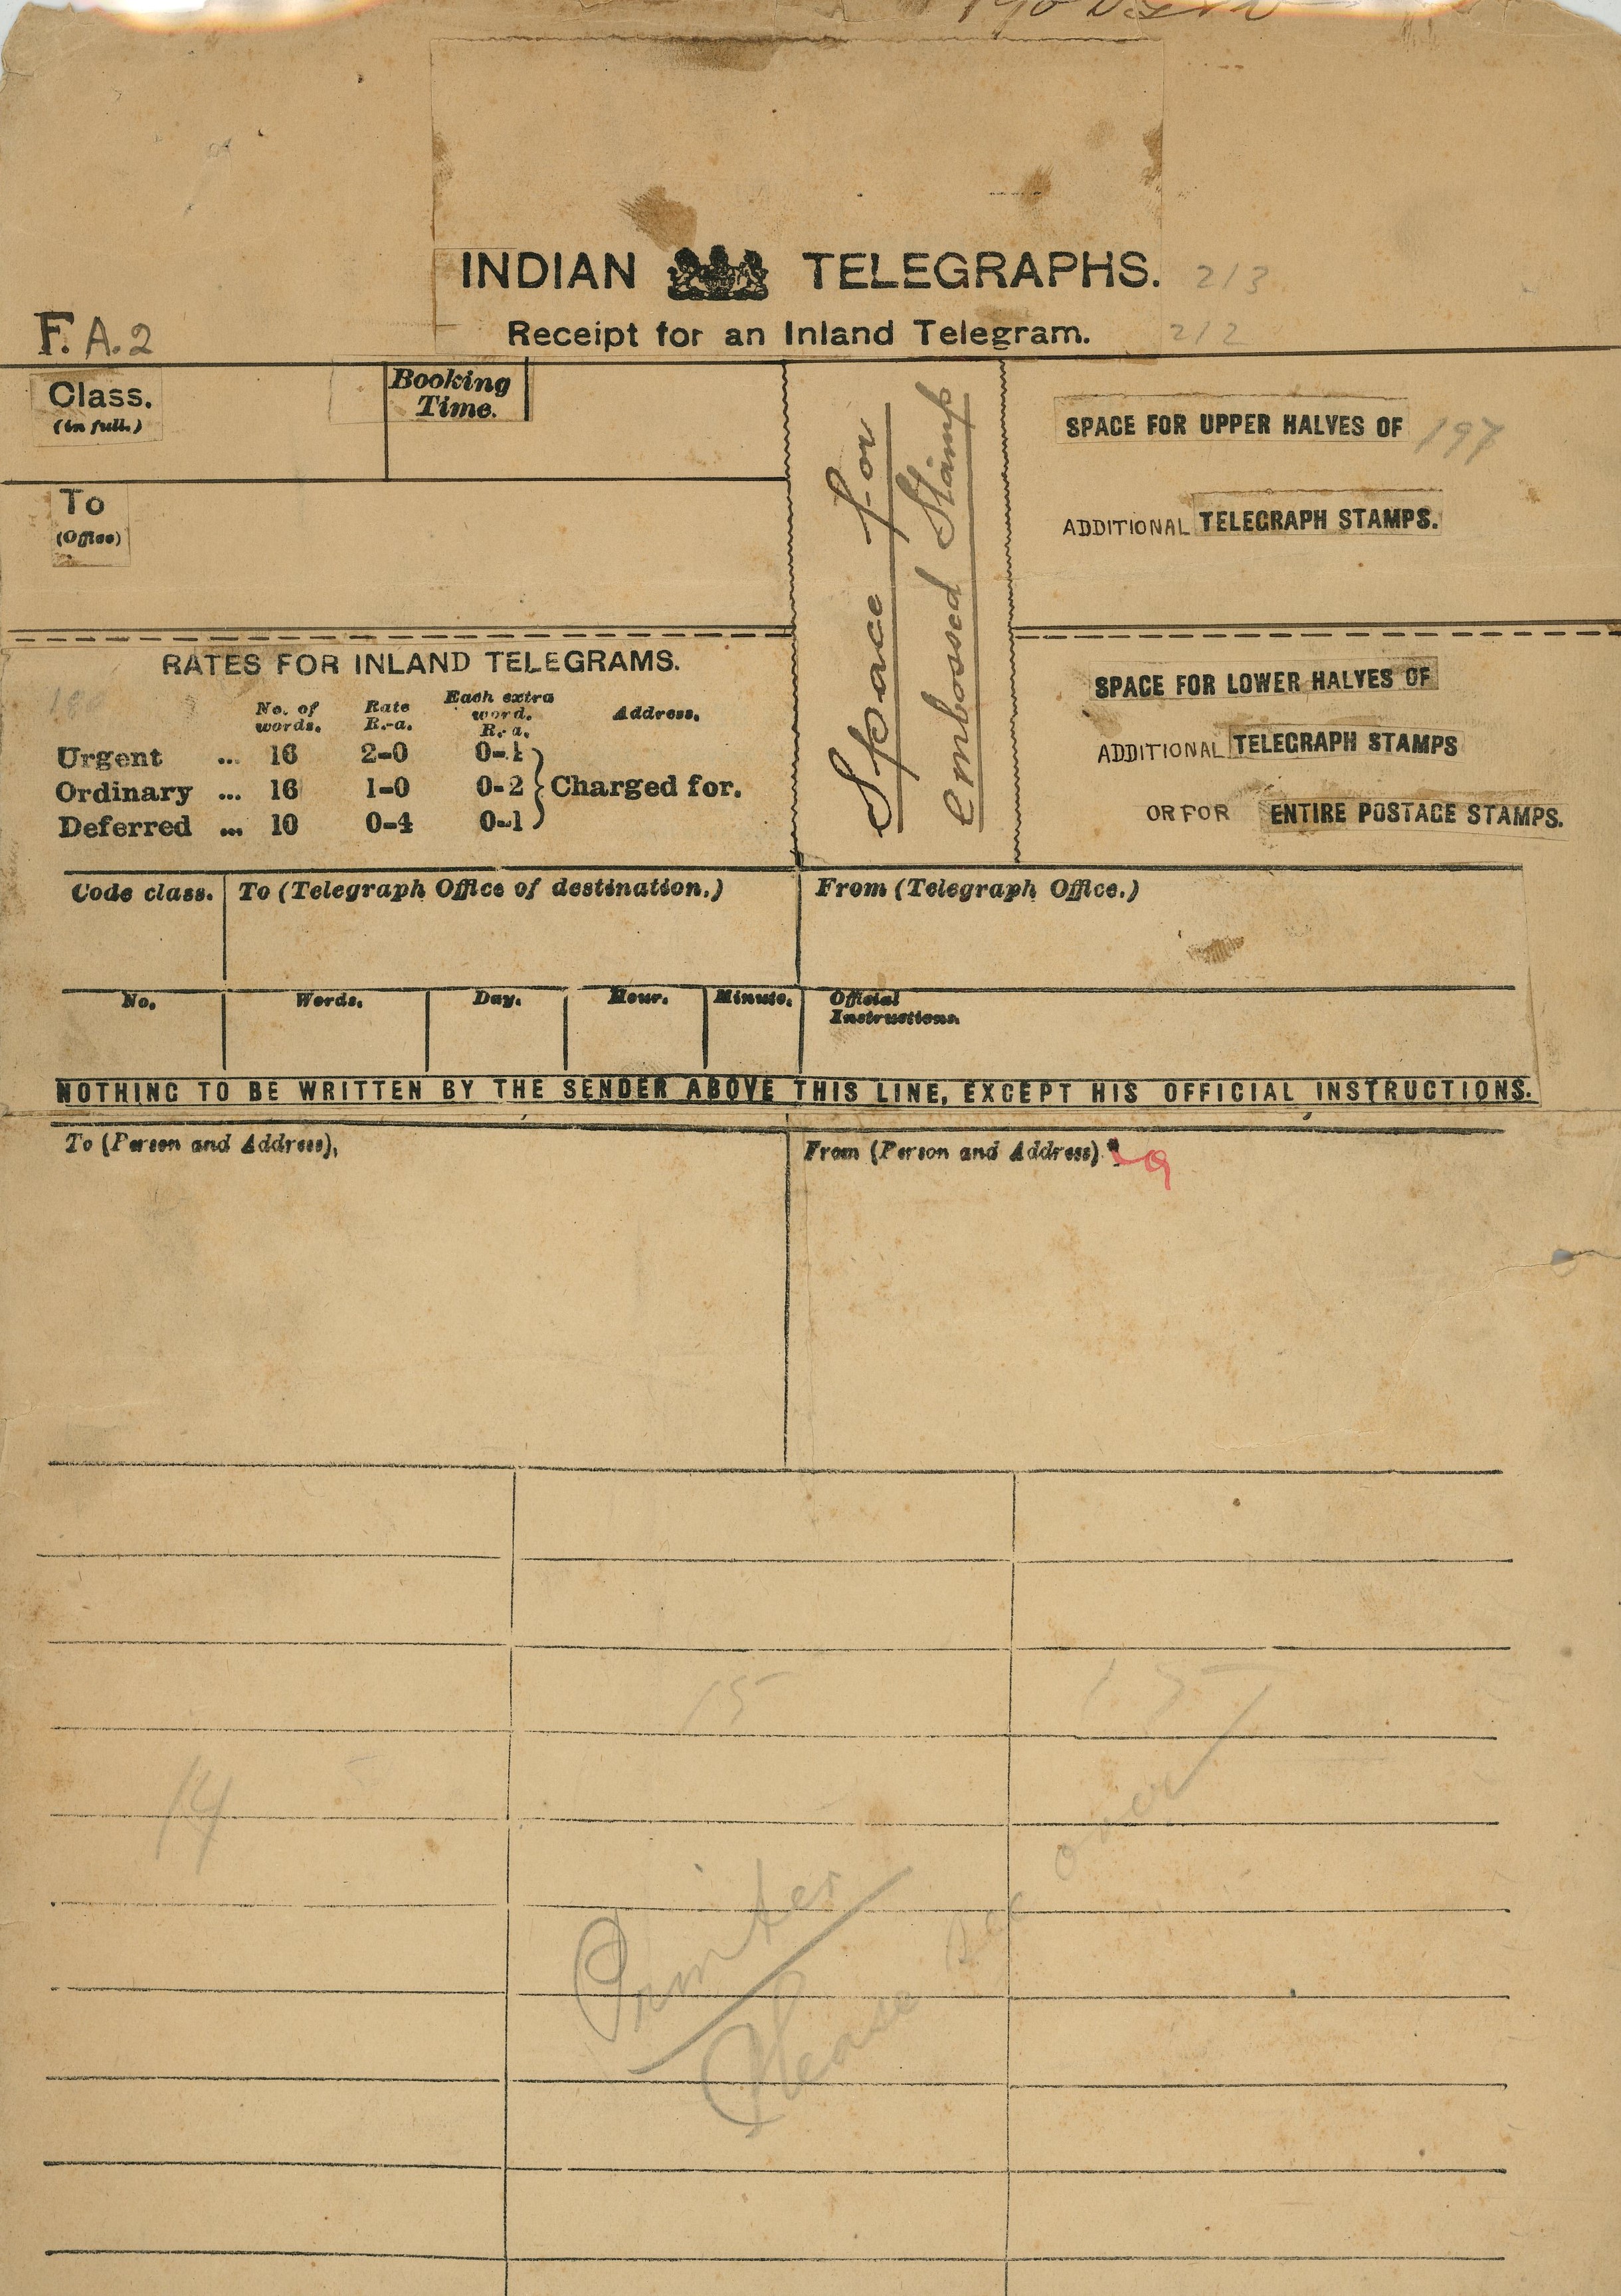 INDIAN TELEGRAPHS. 213
Receipt for an Inland Telegram. 212
F. A. 2
Class.
(in full.)
Booking
Time.
To
(Office)
Space for
Embossed Stamp
SPACE FOR UPPER HALVES OF 197
ADDITIONAL TELEGRAPH STAMPS.
RATES FOR INLAND TELEGRAMS.
No. of words. Rate R.-a. Each extra word. R.-a. Address.
Urgent ... 16 2-0 0-4
Ordinary ... 16 1-0 0-2 Charged for.
Deferred ... 10 0-4 0-1
SPACE FOR LOWER HALVES OF
ADDITIONAL TELEGRAPH STAMPS
OR FOR ENTIRE POSTAGE STAMPS.
Code class. To (Telegraph Office of destination.) From (Telegraph Office.)
No. Words. Day. Hour. Minute. Official
Instructions.
NOTHING TO BE WRITTEN BY THE SENDER ABOVE THIS LINE, EXCEPT HIS OFFICIAL INSTRUCTIONS.
To (Person and Address), From (Person and Address)
15
14
Printer
Please see over